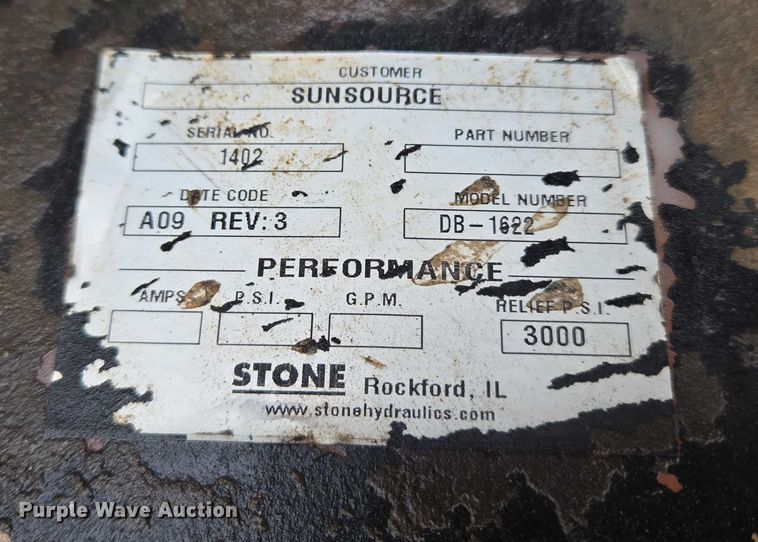 CUSTOMER
SUNSOURCE
SERIAL NO. PART NUMBER
1402
DATE CODE MODEL NUMBER
A09 REV: 3 DB-1622
PERFORMANCE
AMPS P.S.I. G.P.M. RELIEF P.S.I.
3000
STONE Rockford, IL
www.stonehydraulics.com
Purple Wave Auction